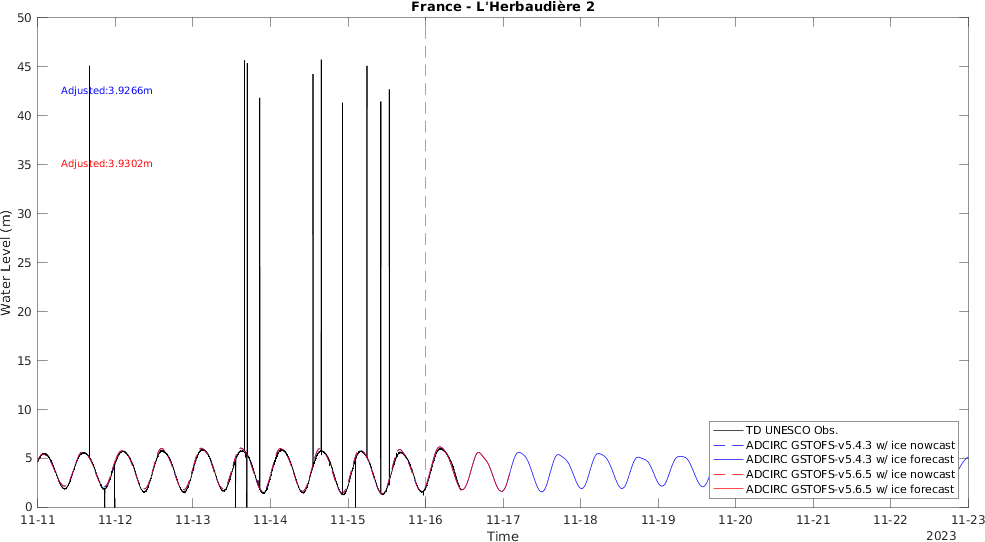 France - L'Herbaudière 2
50
45
40
35
30
25
20
15
10
5
0
Water Level (m)
Adjusted:3.9266m
Adjusted:3.9302m
TD UNESCO Obs.
ADCIRC GSTOFS-v5.4.3 w/ ice nowcast
ADCIRC GSTOFS-v5.4.3 w/ ice forecast
ADCIRC GSTOFS-v5.6.5 w/ ice nowcast
ADCIRC GSTOFS-v5.6.5 w/ ice forecast
11-11 11-12 11-13 11-14 11-15 11-16 11-17 11-18 11-19 11-20 11-21 11-22 11-23
Time
2023